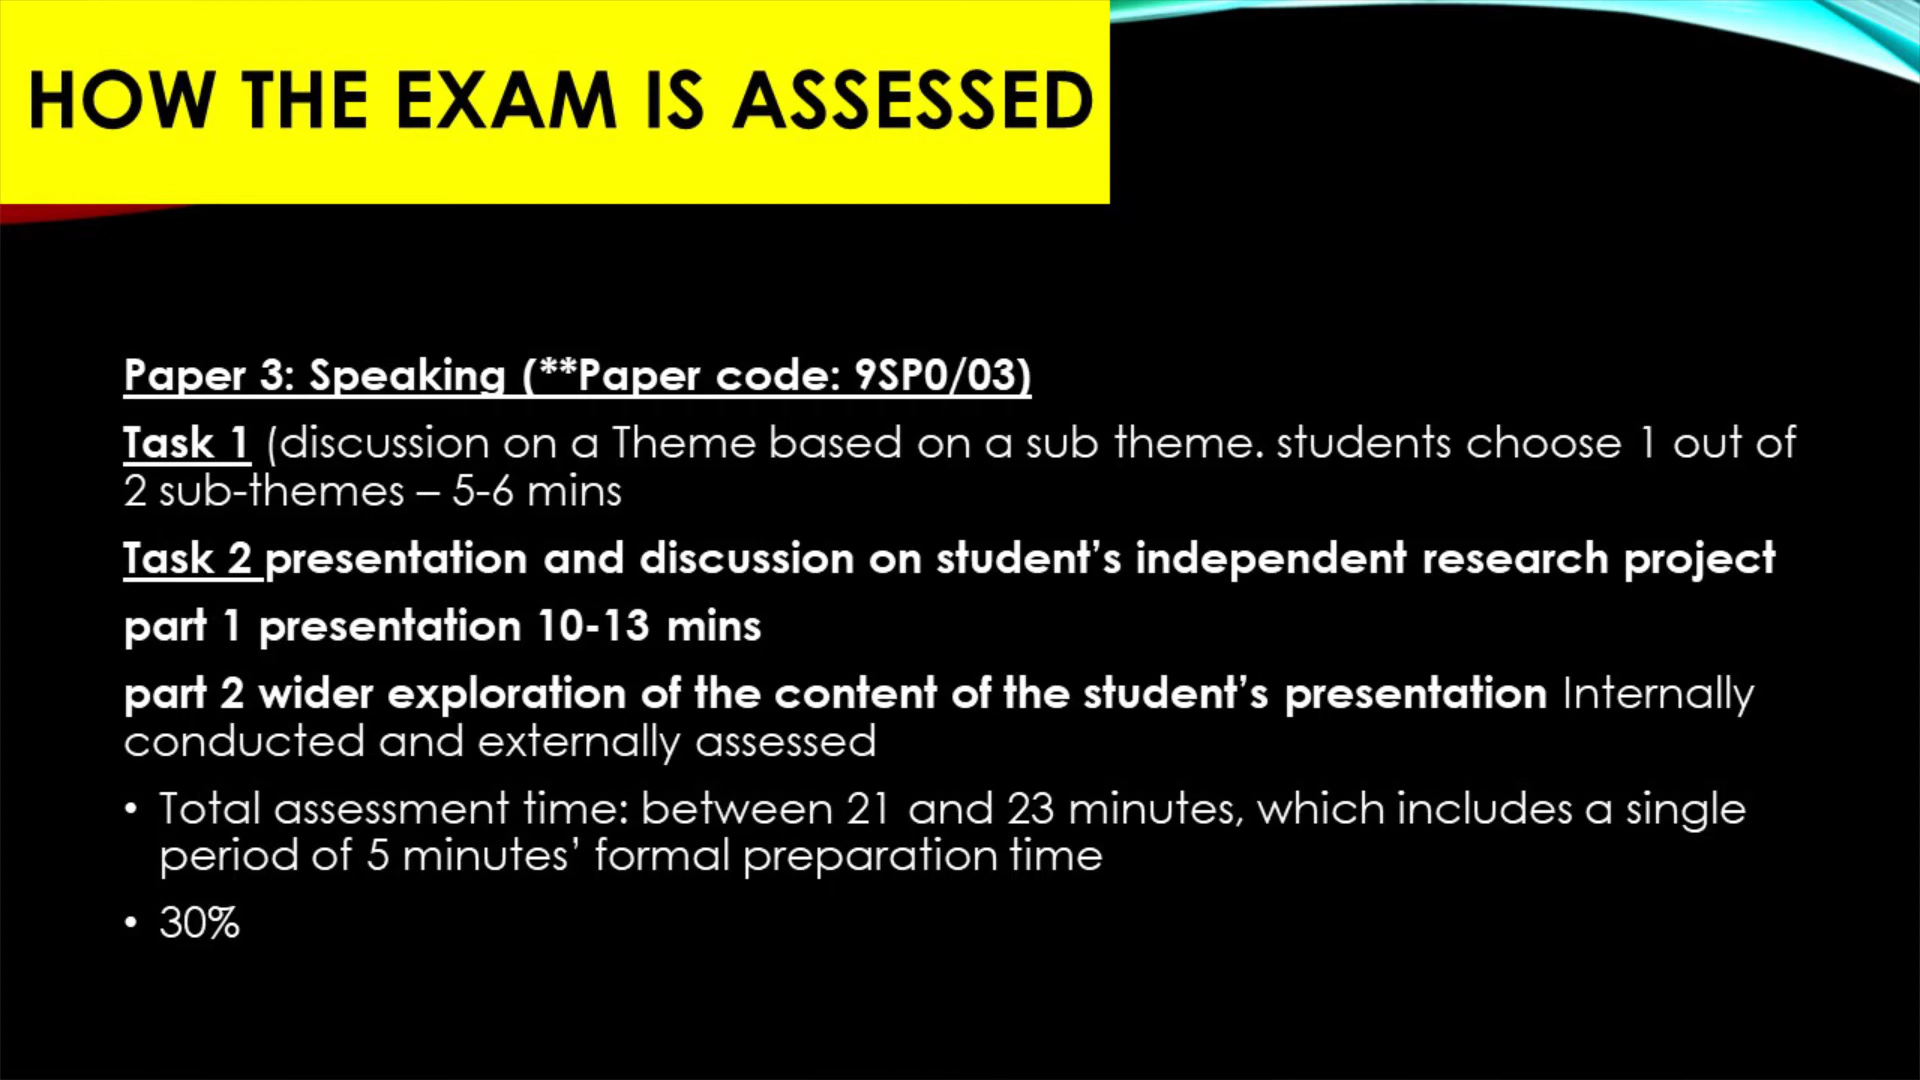 HOW THE EXAM IS ASSESSED
Paper 3: Speaking (**Paper code: 9SP0/03)
Task 1 (discussion on a Theme based on a sub theme. students choose 1 out of
2 sub-themes – 5-6 mins
Task 2 presentation and discussion on student’s independent research project
part 1 presentation 10-13 mins
part 2 wider exploration of the content of the student’s presentation Internally
conducted and externally assessed
• Total assessment time: between 21 and 23 minutes, which includes a single
period of 5 minutes’ formal preparation time
• 30%